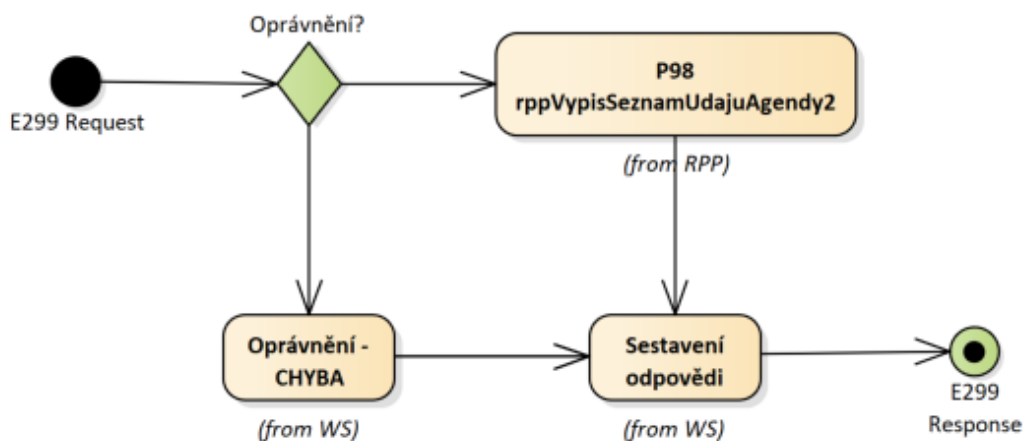 Oprávnění?
E299 Request
P98
rppVypisSeznamUdajuAgendy2
(from RPP)
Oprávnění -
CHYBA
(from WS)
Sestavení
odpovědi
(from WS)
E299
Response